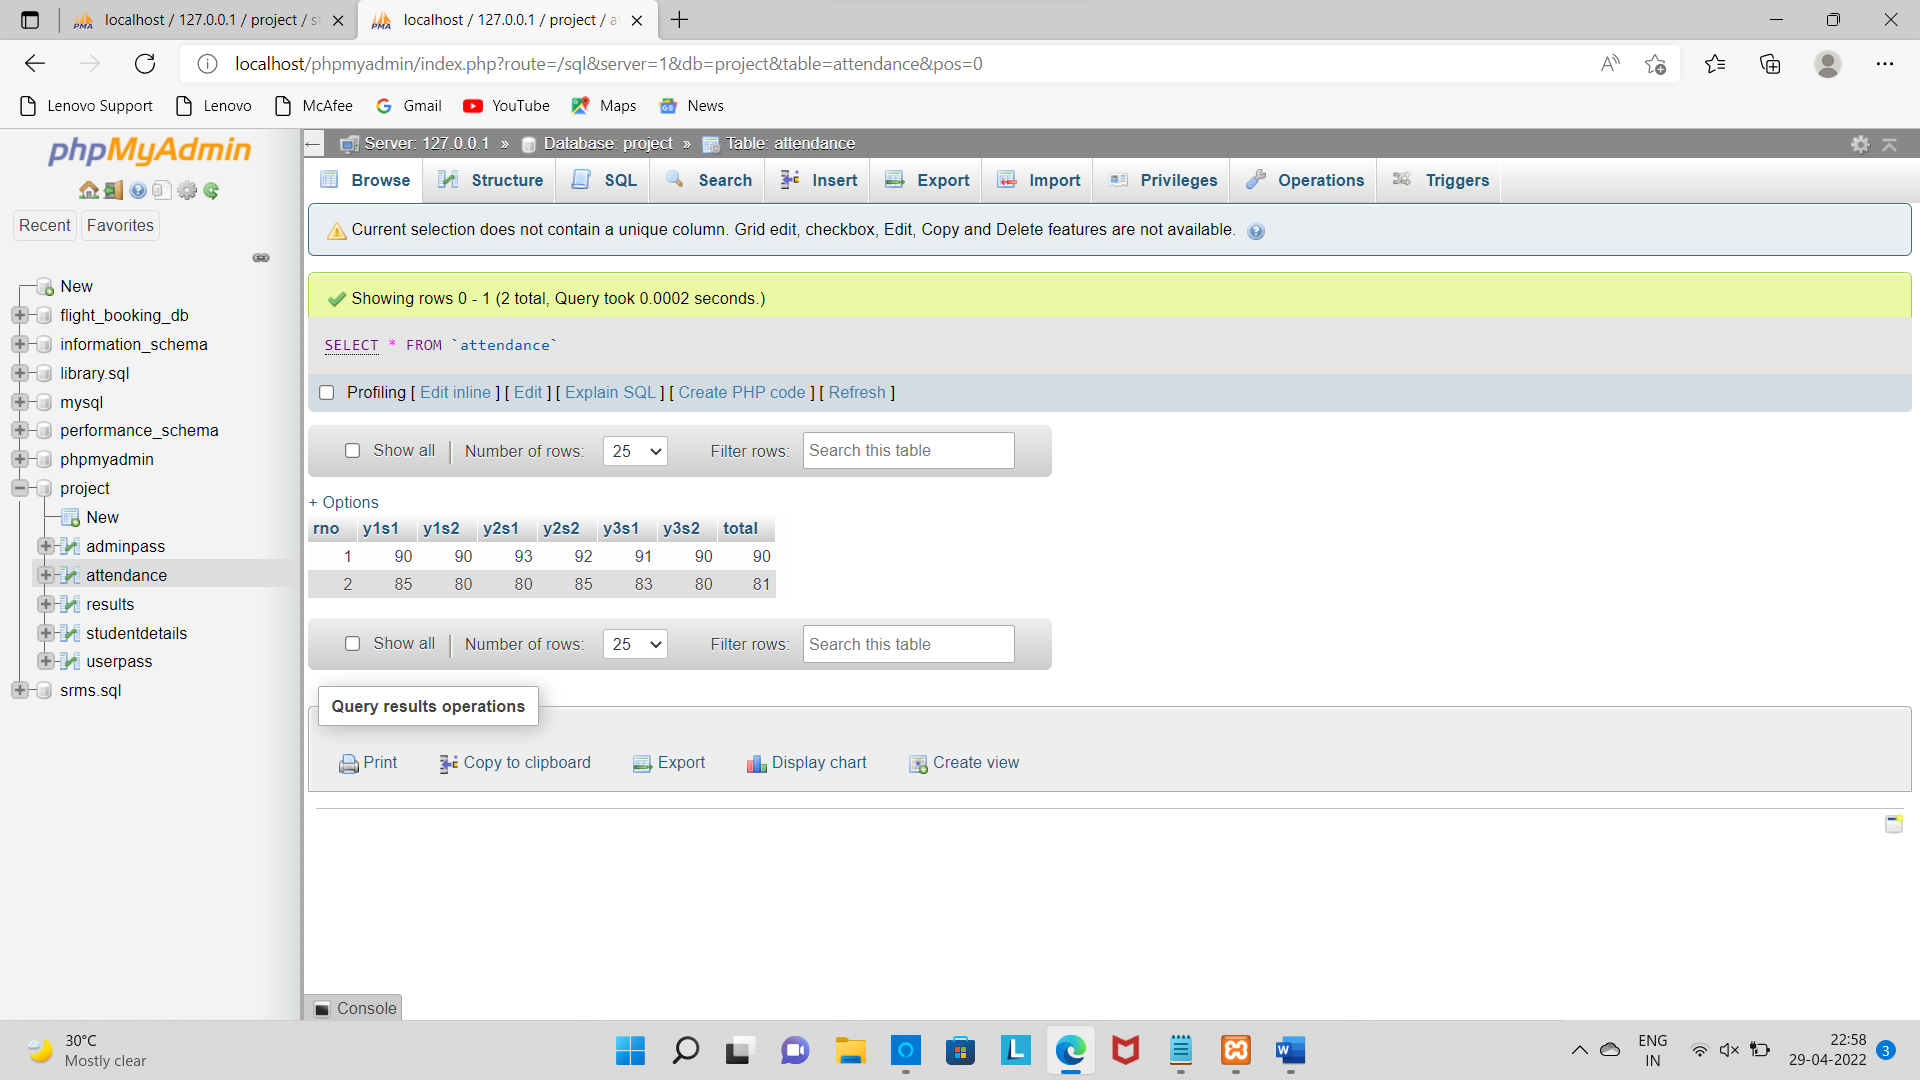 localhost / 127.0.0.1 / project / s
localhost / 127.0.0.1 / project / a
localhost/phpmyadmin/index.php?route=/sql&server=1&db=project&table=attendance&pos=0
Lenovo Support Lenovo McAfee Gmail YouTube Maps News
phpMyAdmin
Recent Favorites
New
flight_booking_db
information_schema
library.sql
mysql
performance_schema
phpmyadmin
project
New
adminpass
attendance
results
studentdetails
userpass
srms.sql
Server: 127.0.0.1 » Database: project » Table: attendance
Browse Structure SQL Search Insert Export Import Privileges Operations Triggers
Current selection does not contain a unique column. Grid edit, checkbox, Edit, Copy and Delete features are not available.
Showing rows 0 - 1 (2 total, Query took 0.0002 seconds.)
SELECT * FROM `attendance`
Profiling [ Edit inline ] [ Edit ] [ Explain SQL ] [ Create PHP code ] [ Refresh ]
Show all Number of rows: 25 Filter rows: Search this table
+ Options
rno y1s1 y1s2 y2s1 y2s2 y3s1 y3s2 total
1 90 90 93 92 91 90 90
2 85 80 80 85 83 80 81
Show all Number of rows: 25 Filter rows: Search this table
Query results operations
Print Copy to clipboard Export Display chart Create view
Console
30°C
Mostly clear
ENG
IN
22:58
29-04-2022
3